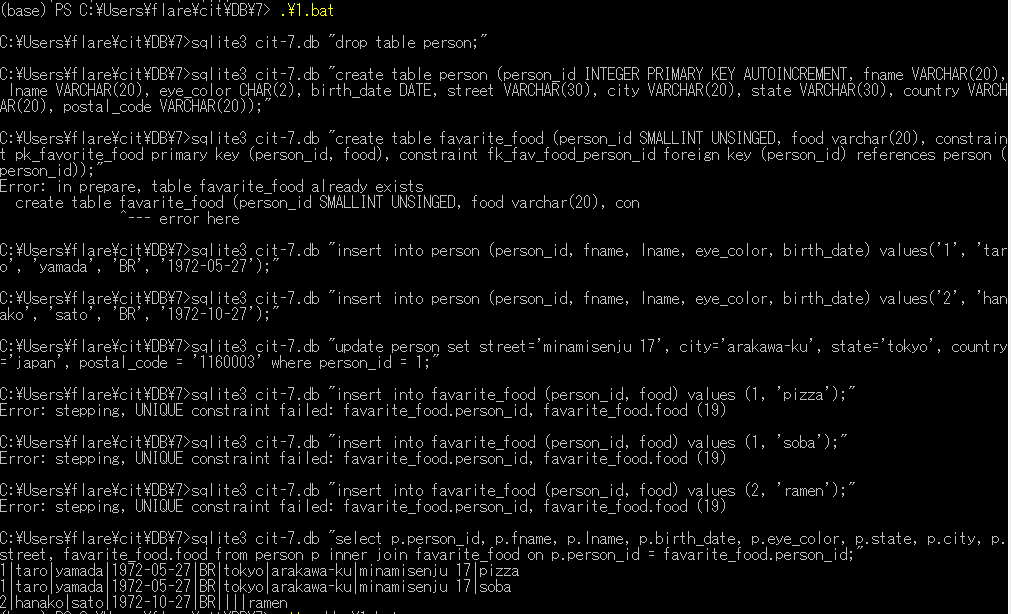 (base) PS C:¥Users¥flare¥cit¥DB¥7> .¥1.bat
C:¥Users¥flare¥cit¥DB¥7>sqlite3 cit-7.db "drop table person;"
C:¥Users¥flare¥cit¥DB¥7>sqlite3 cit-7.db "create table person (person_id INTEGER PRIMARY KEY AUTOINCREMENT, fname VARCHAR(20),
 lname VARCHAR(20), eye_color CHAR(2), birth_date DATE, street VARCHAR(30), city VARCHAR(20), state VARCHAR(30), country VARCH
AR(20), postal_code VARCHAR(20));"
C:¥Users¥flare¥cit¥DB¥7>sqlite3 cit-7.db "create table favarite_food (person_id SMALLINT UNSINGED, food varchar(20), constrain
t pk_favorite_food primary key (person_id, food), constraint fk_fav_food_person_id foreign key (person_id) references person (
person_id));"
Error: in prepare, table favarite_food already exists
  create table favarite_food (person_id SMALLINT UNSINGED, food varchar(20), con
               ^--- error here
C:¥Users¥flare¥cit¥DB¥7>sqlite3 cit-7.db "insert into person (person_id, fname, lname, eye_color, birth_date) values('1', 'tar
o', 'yamada', 'BR', '1972-05-27');"
C:¥Users¥flare¥cit¥DB¥7>sqlite3 cit-7.db "insert into person (person_id, fname, lname, eye_color, birth_date) values('2', 'han
ako', 'sato', 'BR', '1972-10-27');"
C:¥Users¥flare¥cit¥DB¥7>sqlite3 cit-7.db "update person set street='minamisenju 17', city='arakawa-ku', state='tokyo', country
='japan', postal_code = '1160003' where person_id = 1;"
C:¥Users¥flare¥cit¥DB¥7>sqlite3 cit-7.db "insert into favarite_food (person_id, food) values (1, 'pizza');"
Error: stepping, UNIQUE constraint failed: favarite_food.person_id, favarite_food.food (19)
C:¥Users¥flare¥cit¥DB¥7>sqlite3 cit-7.db "insert into favarite_food (person_id, food) values (1, 'soba');"
Error: stepping, UNIQUE constraint failed: favarite_food.person_id, favarite_food.food (19)
C:¥Users¥flare¥cit¥DB¥7>sqlite3 cit-7.db "insert into favarite_food (person_id, food) values (2, 'ramen');"
Error: stepping, UNIQUE constraint failed: favarite_food.person_id, favarite_food.food (19)
C:¥Users¥flare¥cit¥DB¥7>sqlite3 cit-7.db "select p.person_id, p.fname, p.lname, p.birth_date, p.eye_color, p.state, p.city, p.
street, favarite_food.food from person p inner join favarite_food on p.person_id = favarite_food.person_id;"
1|taro|yamada|1972-05-27|BR|tokyo|arakawa-ku|minamisenju 17|pizza
1|taro|yamada|1972-05-27|BR|tokyo|arakawa-ku|minamisenju 17|soba
2|hanako|sato|1972-10-27|BR||||ramen